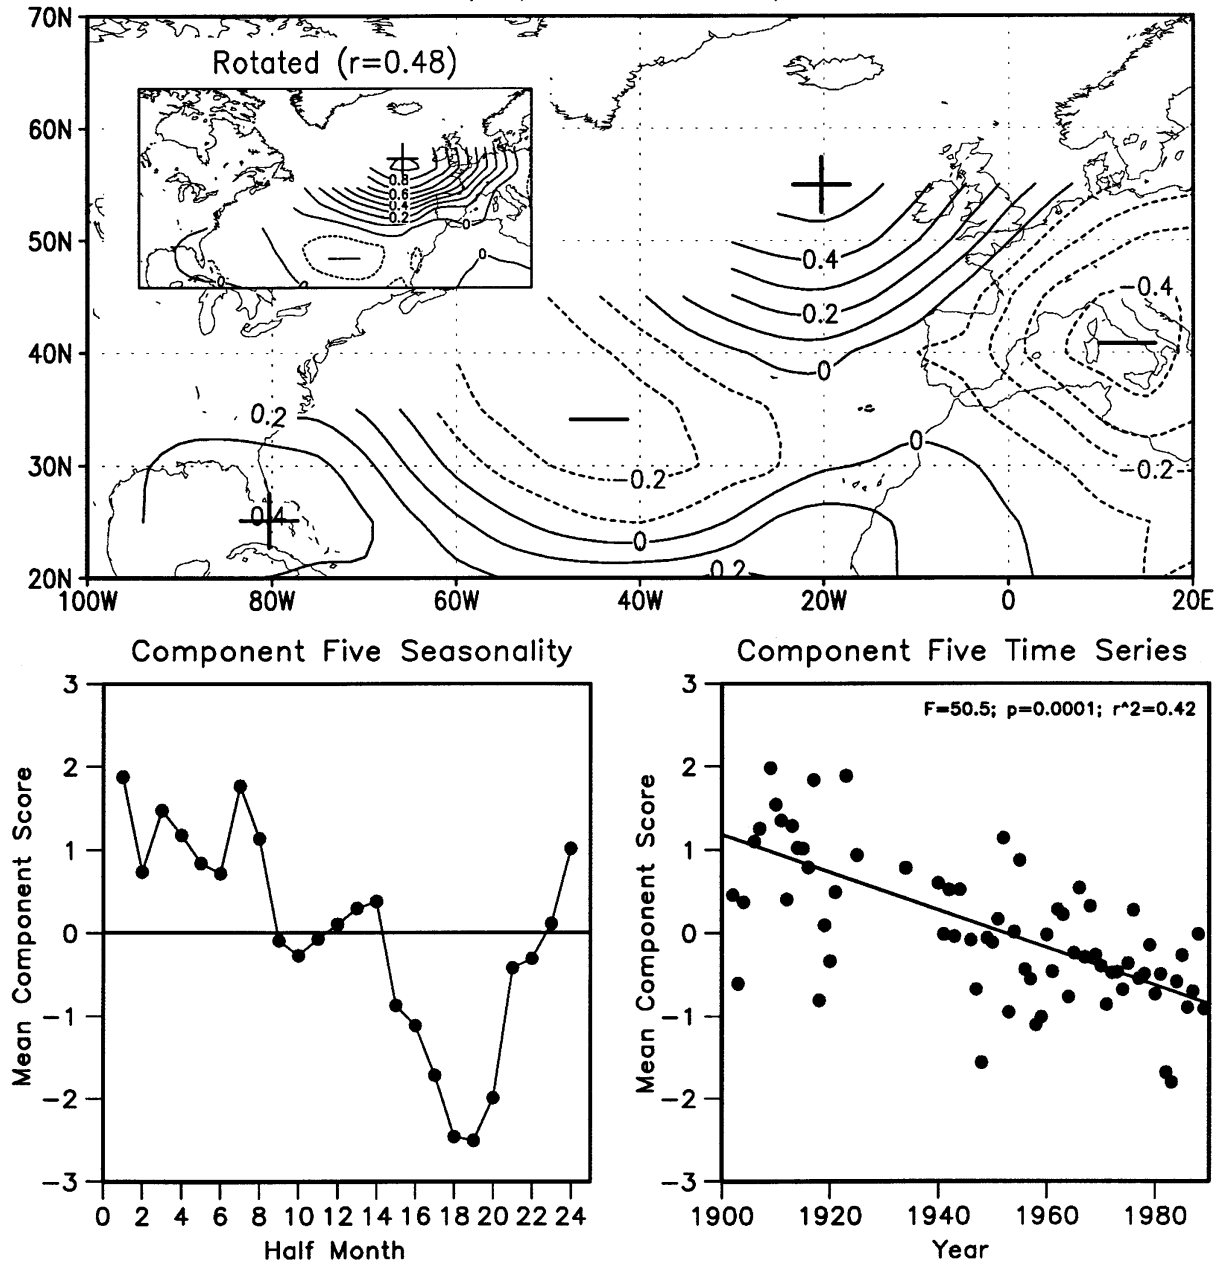 70N
Rotated (r=0.48)
60N
0.8
0.6
0.4
0.2
0
0
0
0
50N
0.4
-0.4
0.2
40N
0
0.2
0
30N
-0.2
-0.2
0.4
0
20N
0.2
100W 80W 60W 40W 20W 0 20E
Component Five Seasonality
3
2
1
0
-1
-2
-3
Mean Component Score
0 2 4 6 8 10 12 14 16 18 20 22 24
Half Month
Component Five Time Series
F=50.5; p=0.0001; r^2=0.42
3
2
1
0
-1
-2
-3
Mean Component Score
1900 1920 1940 1960 1980
Year